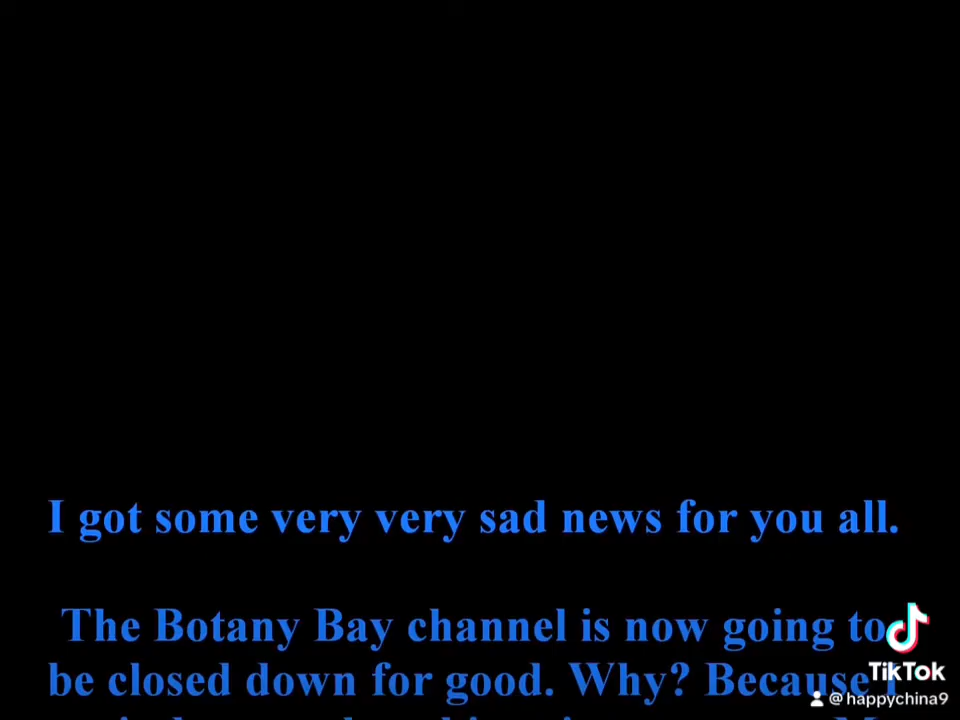 I got some very very sad news for you all.
The Botany Bay channel is now going to
be closed down for good. Why? Because I
TikTok
@happychina9